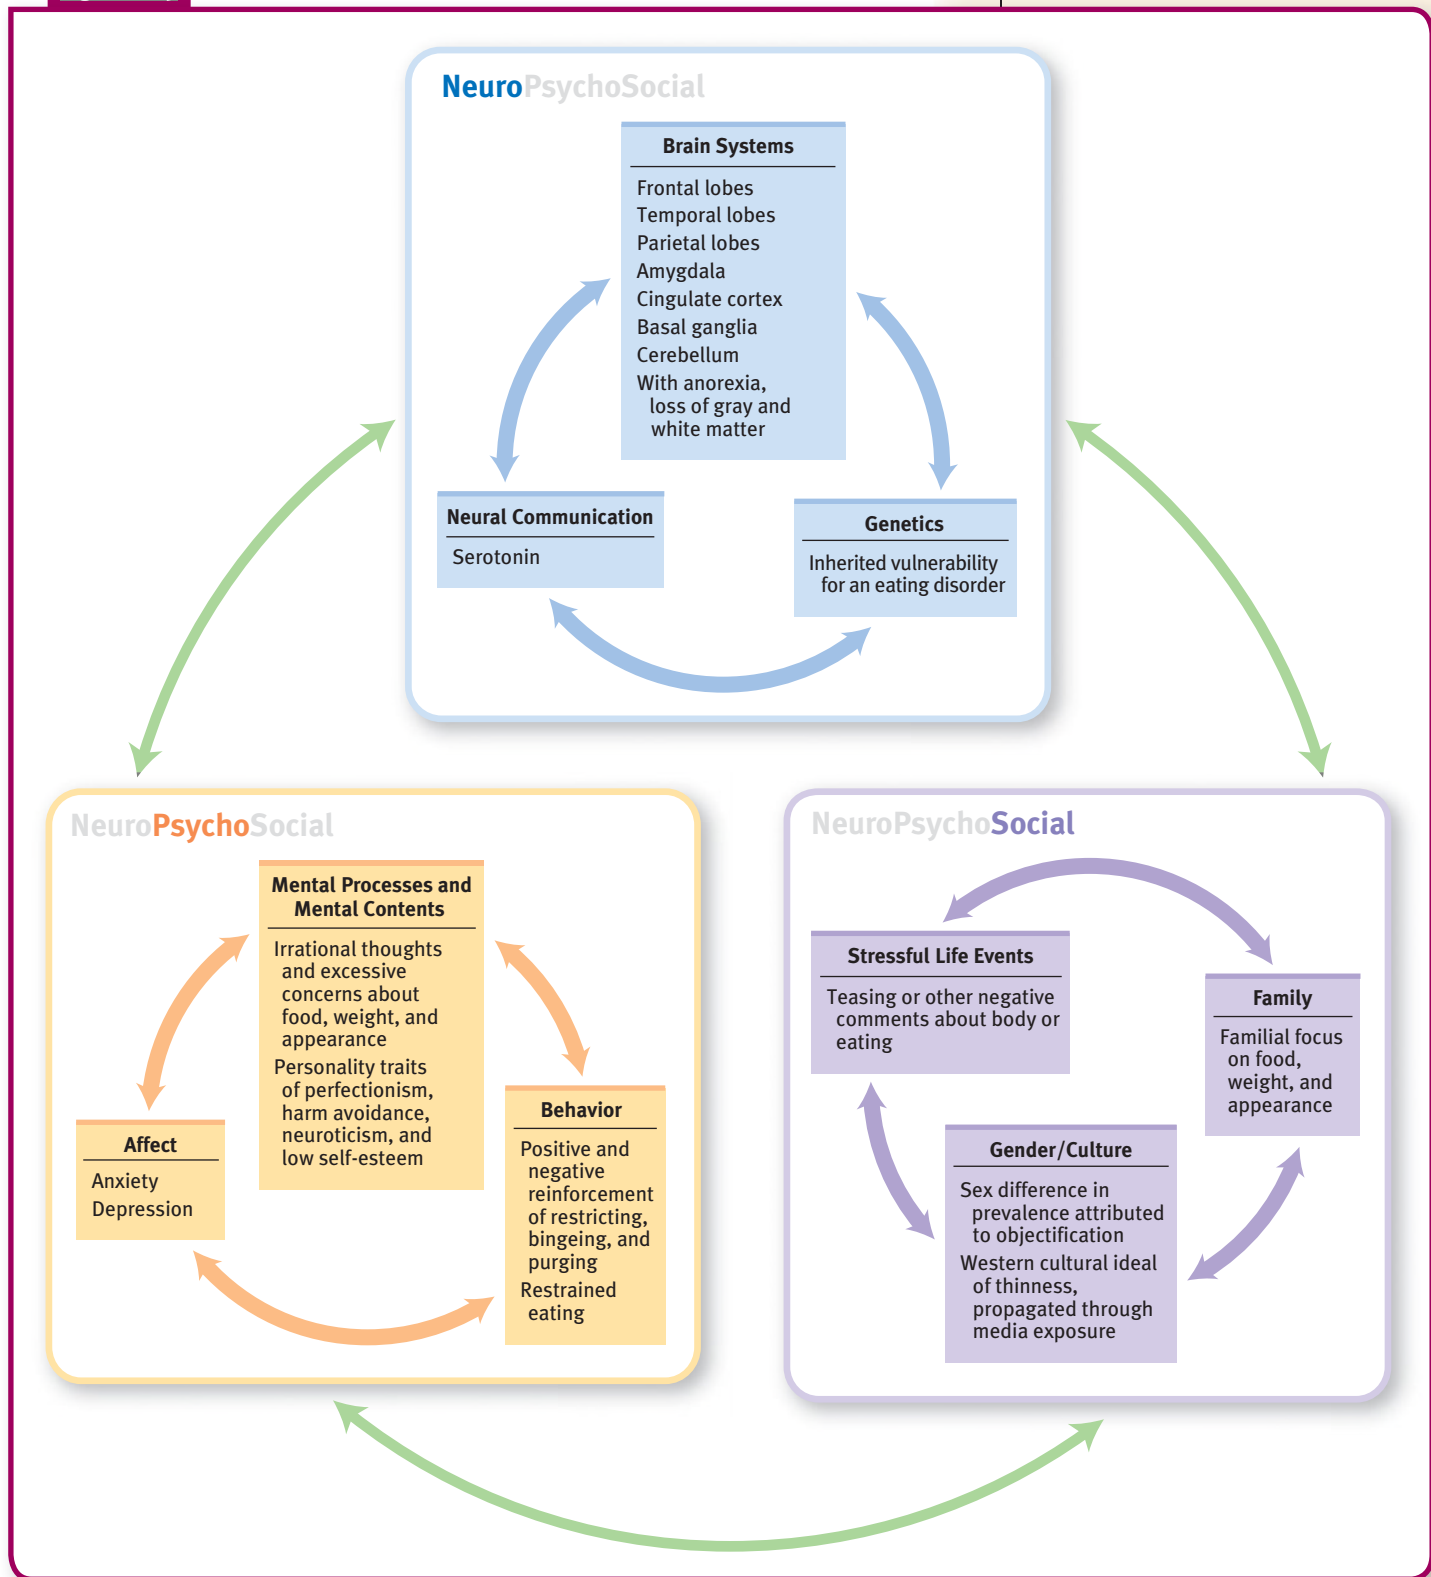 NeuroPsychoSocial
Brain Systems
Frontal lobes
Temporal lobes
Parietal lobes
Amygdala
Cingulate cortex
Basal ganglia
Cerebellum
With anorexia,
loss of gray and
white matter
Neural Communication
Serotonin
Genetics
Inherited vulnerability
for an eating disorder
NeuroPsychoSocial
Mental Processes and
Mental Contents
Irrational thoughts
and excessive
concerns about
food, weight, and
appearance
Personality traits
of perfectionism,
harm avoidance,
neuroticism, and
low self-esteem
Affect
Anxiety
Depression
Behavior
Positive and
negative
reinforcement
of restricting,
bingeing, and
purging
Restrained
eating
NeuroPsychoSocial
Stressful Life Events
Teasing or other negative
comments about body or
eating
Family
Familial focus
on food,
weight, and
appearance
Gender/Culture
Sex difference in
prevalence attributed
to objectification
Western cultural ideal
of thinness,
propagated through
media exposure